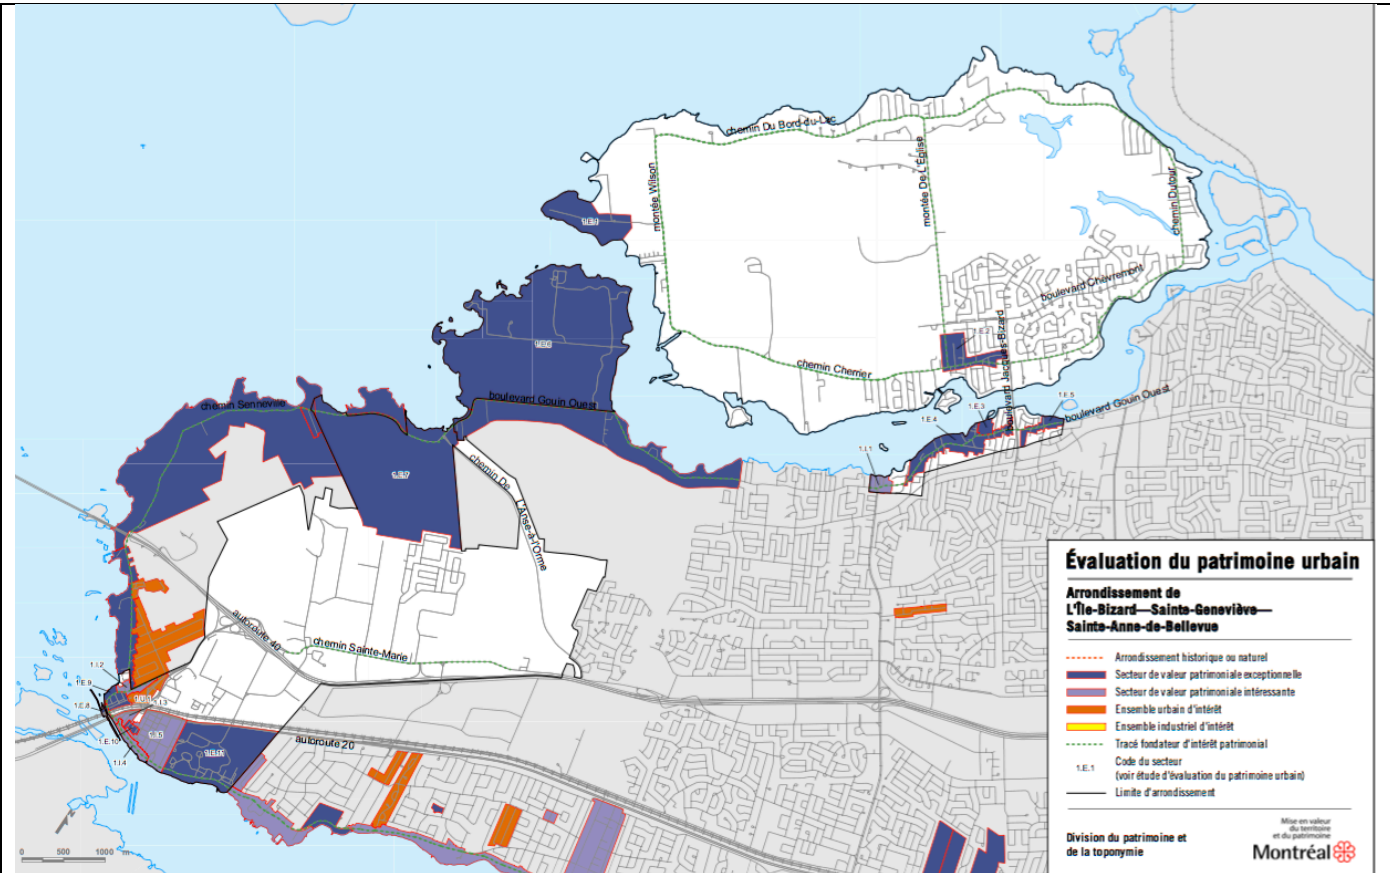 chemin Du Bord-du-Lac
montée Wilson
montée De L'Église
chemin Dufour
1.E.1
boulevard Chèvremont
1.E.2
boulevard Jacques-Bizard
chemin Cherrier
1.E.6
boulevard Gouin Ouest
chemin Senneville
1.E.3
1.E.5
boulevard Gouin Ouest
1.E.4
1.I.1
chemin De
L'Anse-à-l'Orme
1.E.7
autoroute 40
chemin Sainte-Marie
1.I.2
1.E.9
1.U.1
1.I.3
1.E.8
1.I.5
1.E.10
1.I.4
1.E.11
autoroute 20
0 500 1000 m
Évaluation du patrimoine urbain
Arrondissement de
L'Île-Bizard—Sainte-Geneviève—
Sainte-Anne-de-Bellevue
Arrondissement historique ou naturel
Secteur de valeur patrimoniale exceptionnelle
Secteur de valeur patrimoniale intéressante
Ensemble urbain d'intérêt
Ensemble industriel d'intérêt
Tracé fondateur d'intérêt patrimonial
1.E.1 Code du secteur
(voir étude d'évaluation du patrimoine urbain)
Limite d'arrondissement
Division du patrimoine et
de la toponymie
Mise en valeur
du territoire
et du patrimoine
Montréal